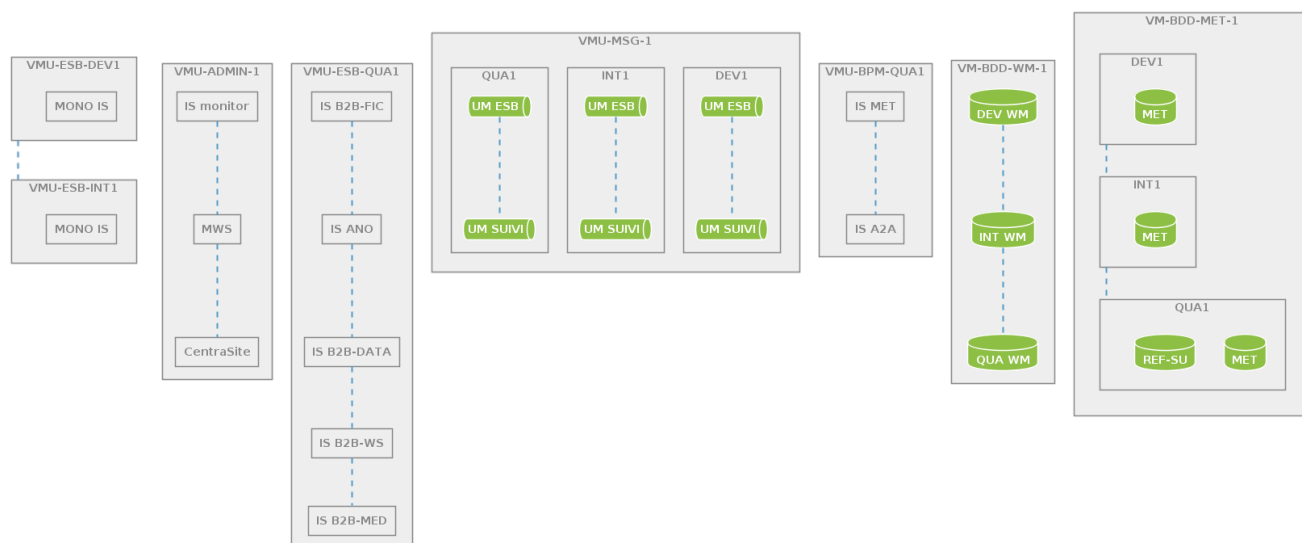 VMU-ESB-DEV1
MONO IS
VMU-ESB-INT1
MONO IS
VMU-ADMIN-1
IS monitor
MWS
CentraSite
VMU-ESB-QUA1
IS B2B-FIC
IS ANO
IS B2B-DATA
IS B2B-WS
IS B2B-MED
VMU-MSG-1
QUA1
UM ESB
UM SUIVI
INT1
UM ESB
UM SUIVI
DEV1
UM ESB
UM SUIVI
VMU-BPM-QUA1
IS MET
IS A2A
VM-BDD-WM-1
DEV WM
INT WM
QUA WM
VM-BDD-MET-1
DEV1
MET
INT1
MET
QUA1
REF-SU
MET